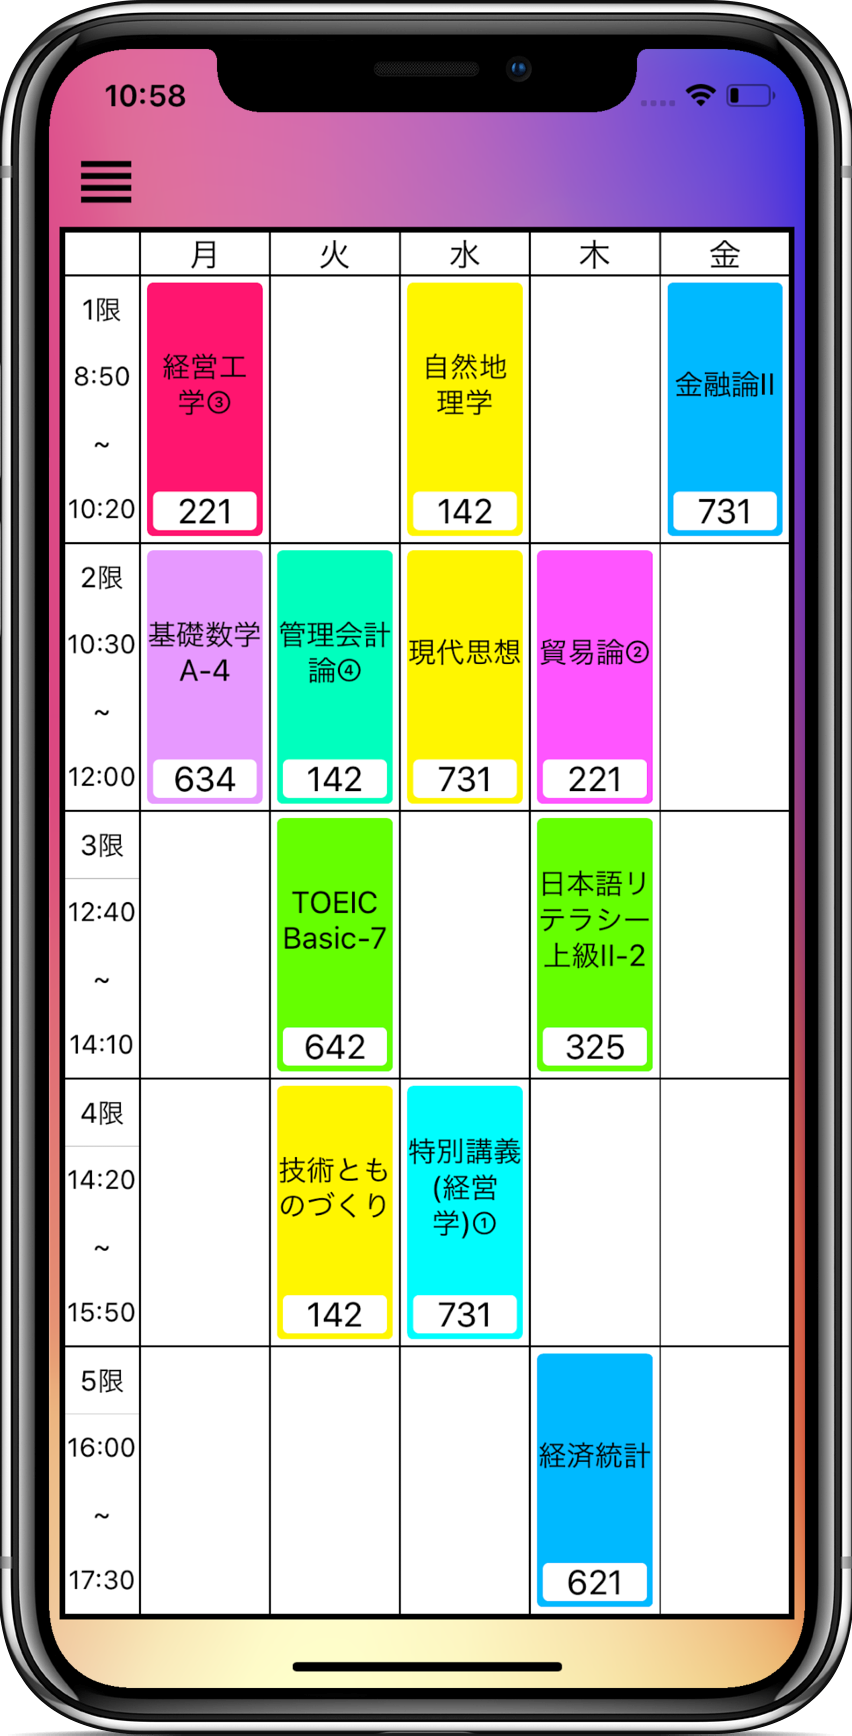 10:58
月 火 水 木 金
1限
8:50
~
10:20
経営工
学③
221
自然地
理学
142
金融論II
731
2限
10:30
~
12:00
基礎数学
A-4
634
管理会計
論④
142
現代思想
731
貿易論②
221
3限
12:40
~
14:10
TOEIC
Basic-7
642
日本語リ
テラシー
上級II-2
325
4限
14:20
~
15:50
技術とも
のづくり
142
特別講義
(経営
学)①
731
5限
16:00
~
17:30
経済統計
621